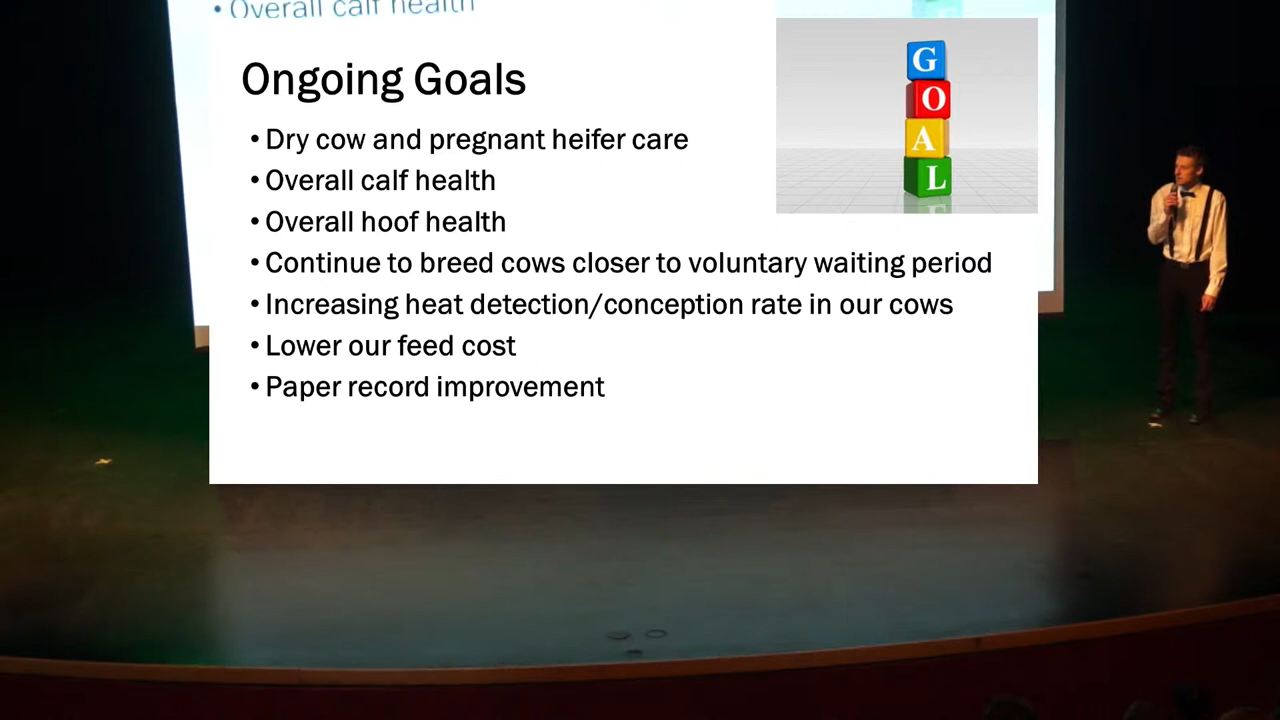 • Overall calf health
Ongoing Goals
• Dry cow and pregnant heifer care
• Overall calf health
• Overall hoof health
• Continue to breed cows closer to voluntary waiting period
• Increasing heat detection/conception rate in our cows
• Lower our feed cost
• Paper record improvement
G
O
A
L